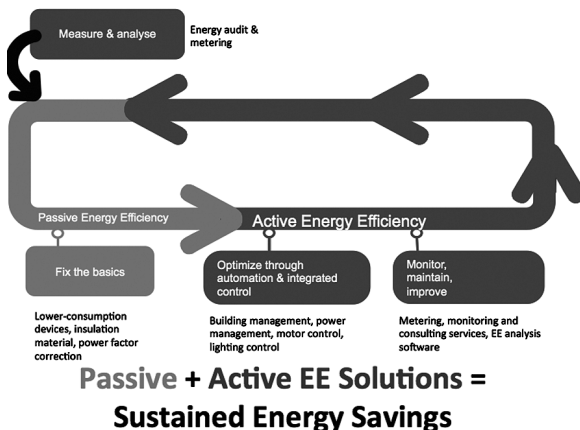 Measure & analyse
Energy audit &
metering
Passive Energy Efficiency
Active Energy Efficiency
Fix the basics
Optimize through
automation & integrated
control
Monitor,
maintain,
improve
Lower-consumption
devices, insulation
material, power factor
correction
Building management, power
management, motor control,
lighting control
Metering, monitoring and
consulting services, EE analysis
software
Passive + Active EE Solutions =
Sustained Energy Savings